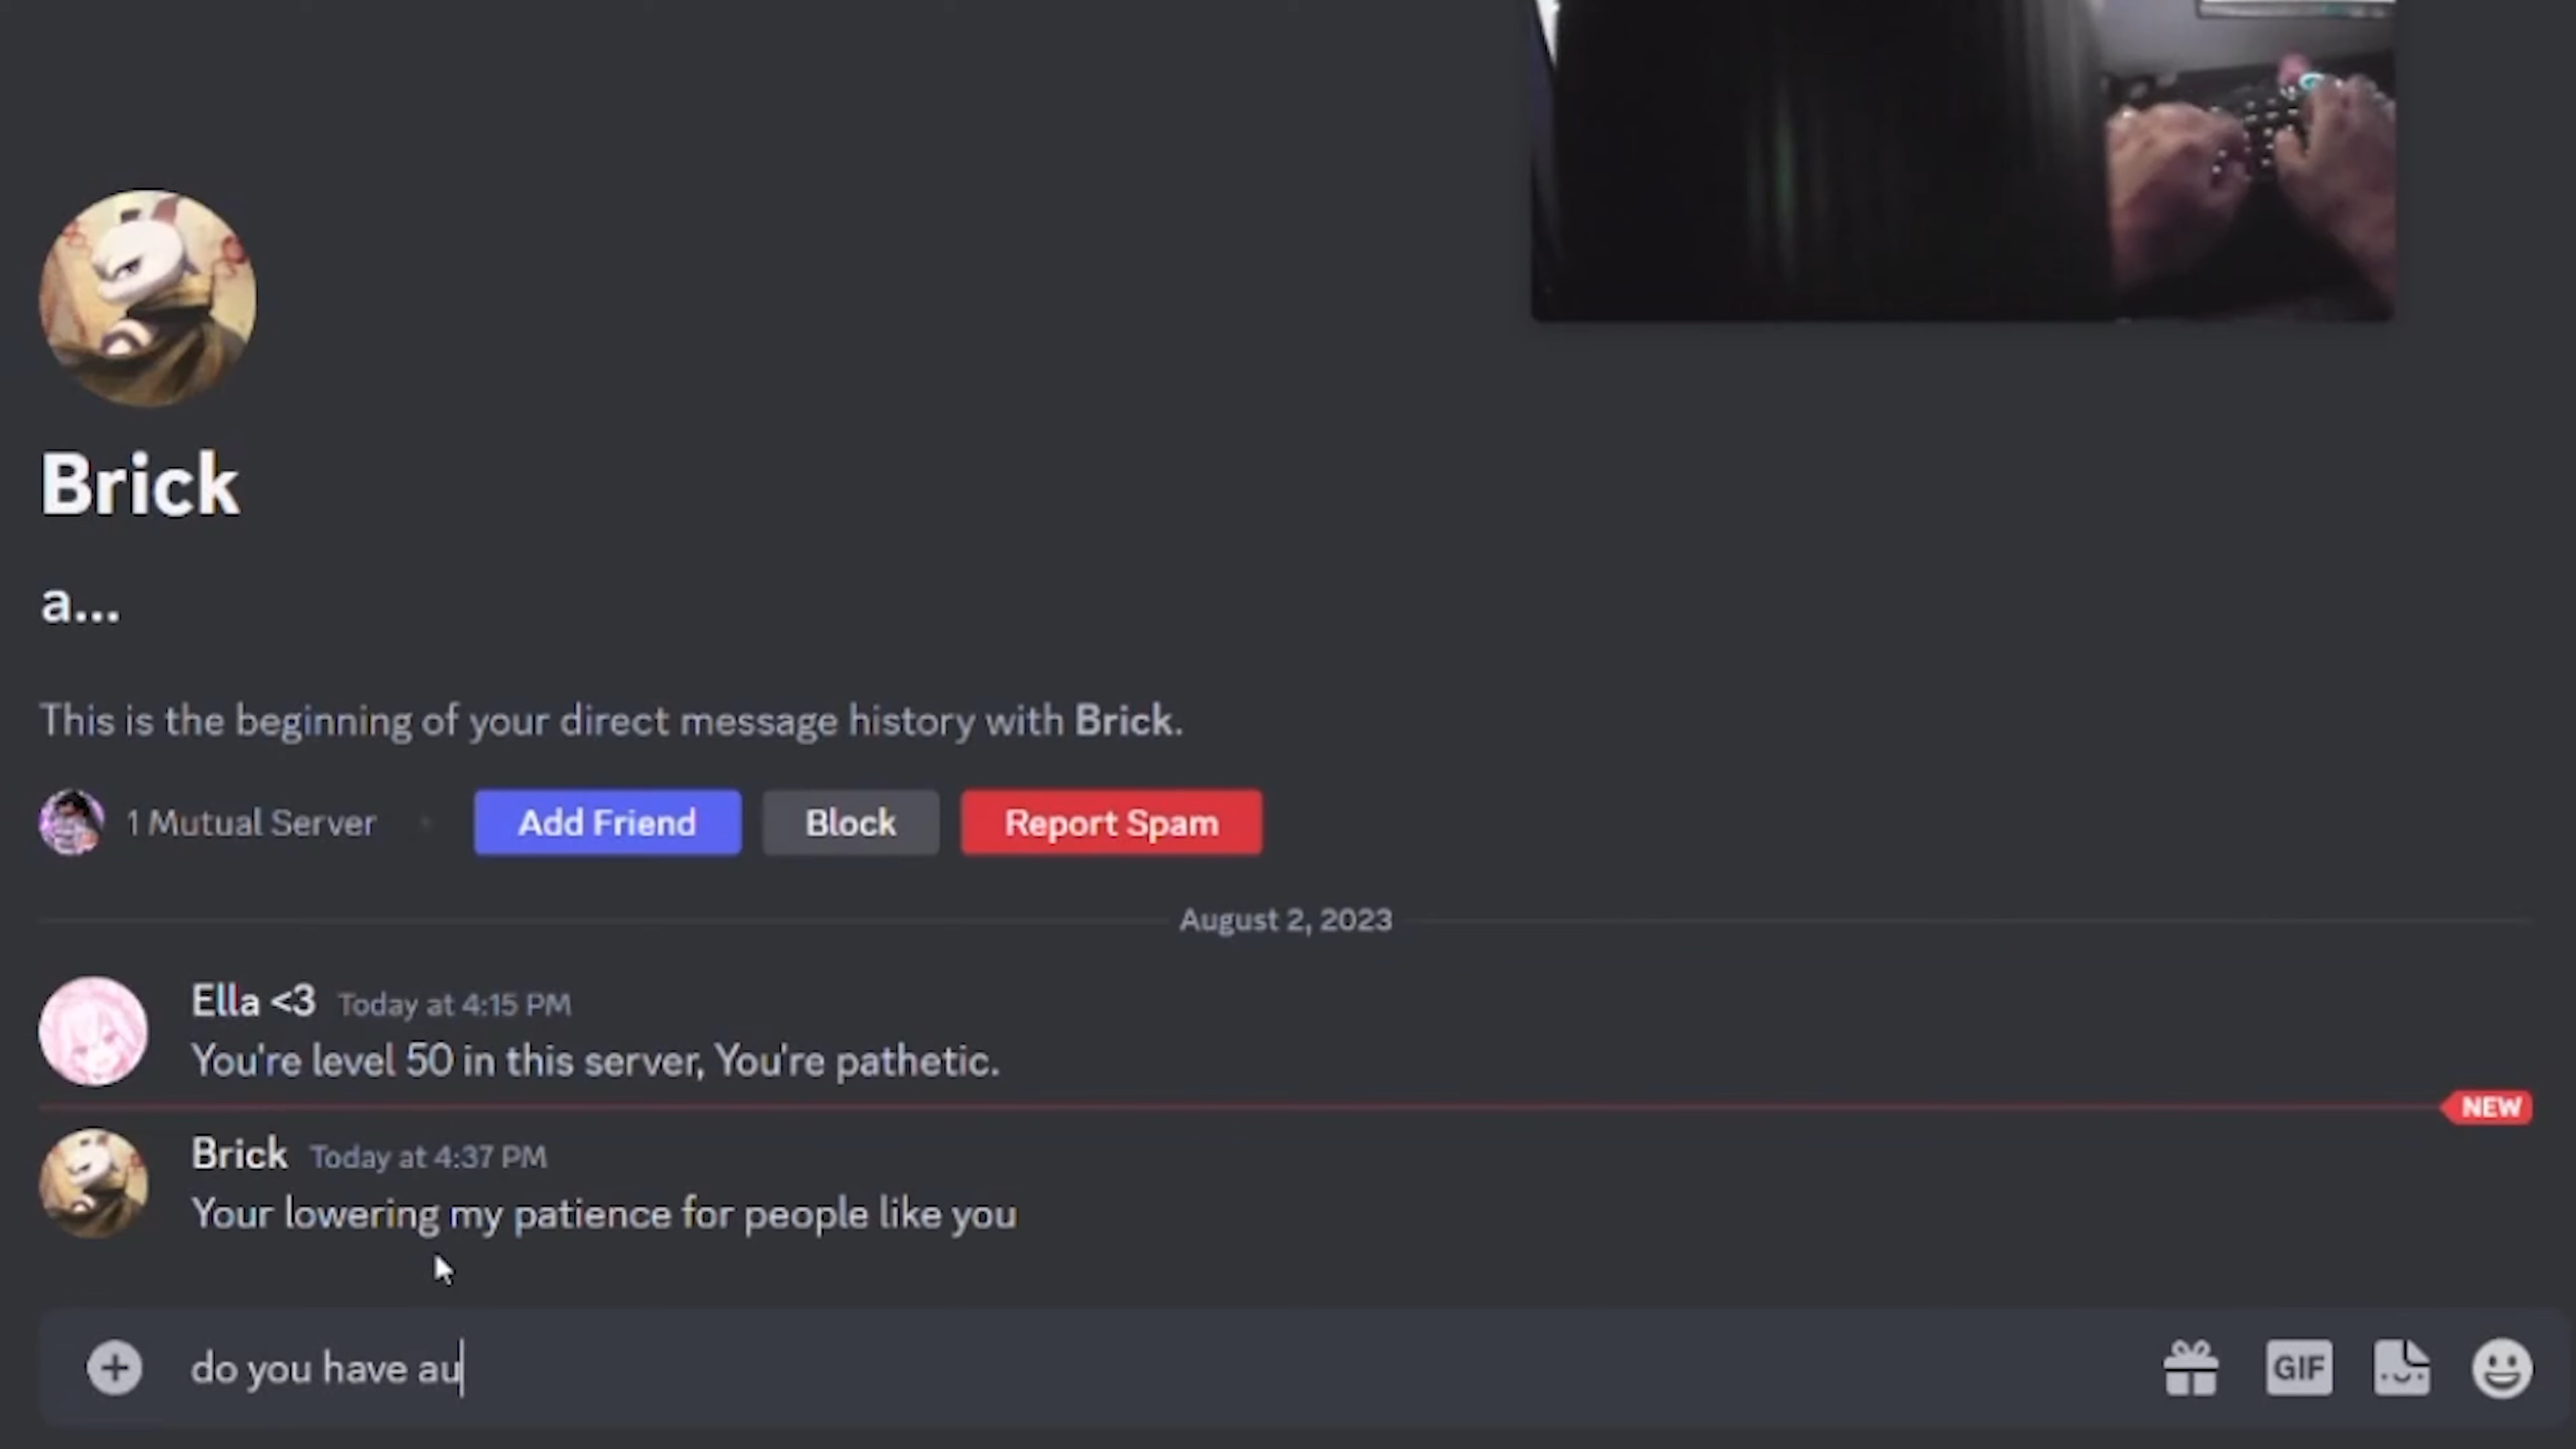 Brick
a...
This is the beginning of your direct message history with Brick.
1 Mutual Server
Add Friend
Block
Report Spam
August 2, 2023
Ella <3 Today at 4:15 PM
You're level 50 in this server, You're pathetic.
NEW
Brick Today at 4:37 PM
Your lowering my patience for people like you
do you have au
GIF